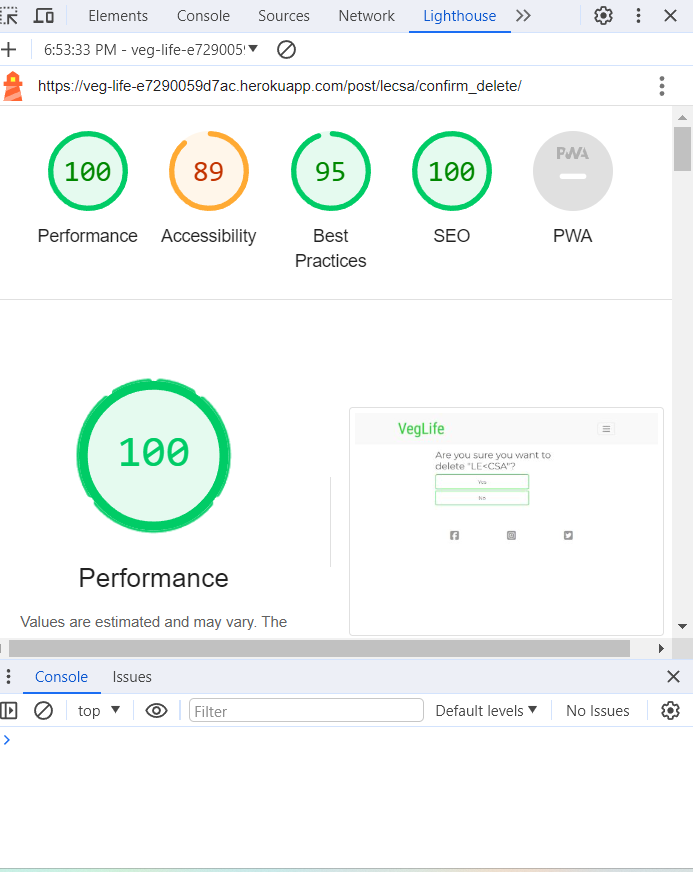 Elements Console Sources Network Lighthouse
6:53:33 PM - veg-life-e7290059
https://veg-life-e7290059d7ac.herokuapp.com/post/lecsa/confirm_delete/
100 89 95 100 PWA
Performance Accessibility Best Practices SEO PWA
100
Performance
Values are estimated and may vary. The
VegLife
Are you sure you want to
delete "LE<CSA"?
Yes
No
Console Issues
top Filter Default levels No Issues